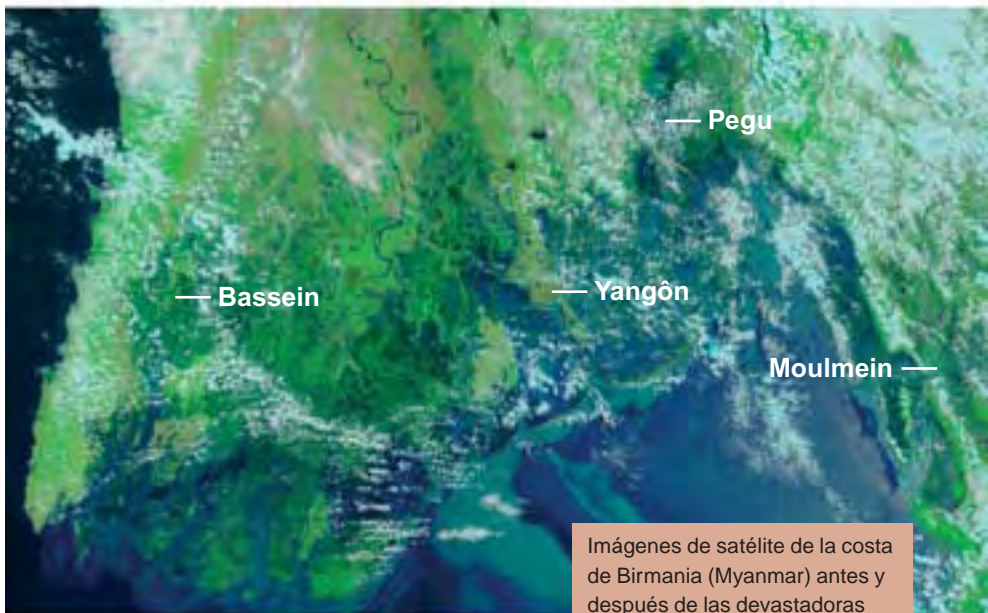 Pegu
Bassein
Yangôn
Moulmein
Imágenes de satélite de la costa
de Birmania (Myanmar) antes y
después de las devastadoras